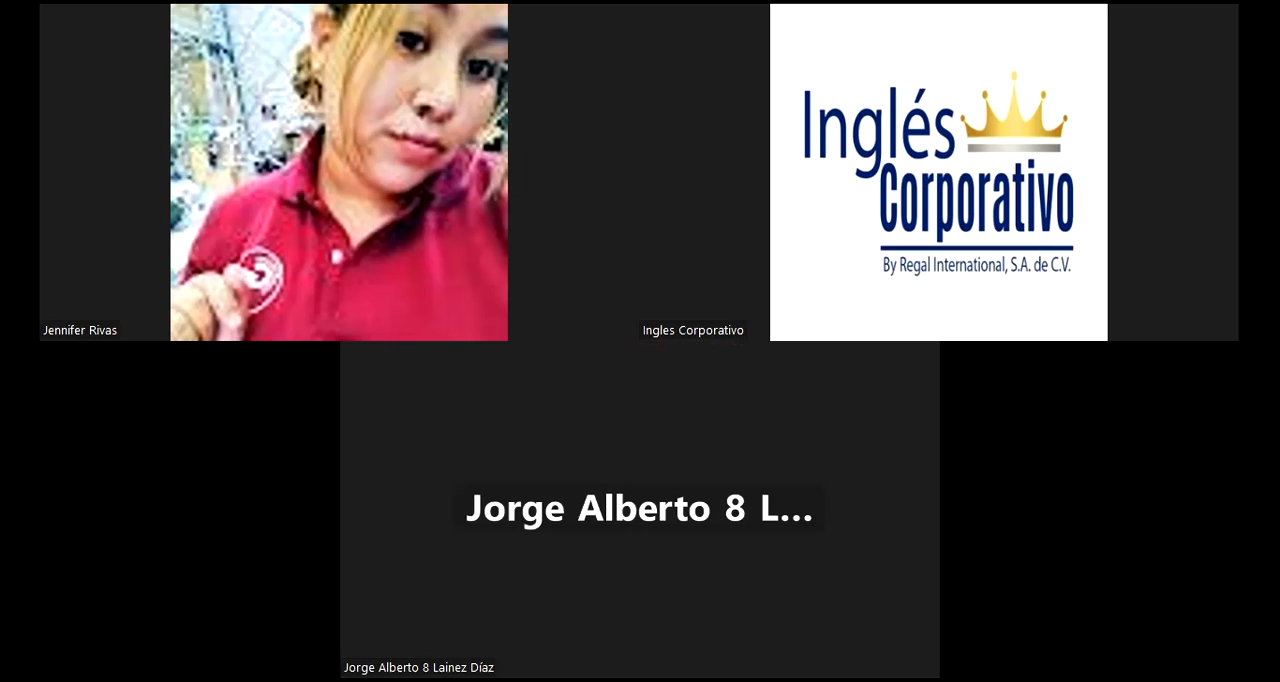 Inglés
Corporativo
By Regal International, S.A. de C.V.
Jennifer Rivas
Ingles Corporativo
Jorge Alberto 8 L...
Jorge Alberto 8 Lainez Díaz